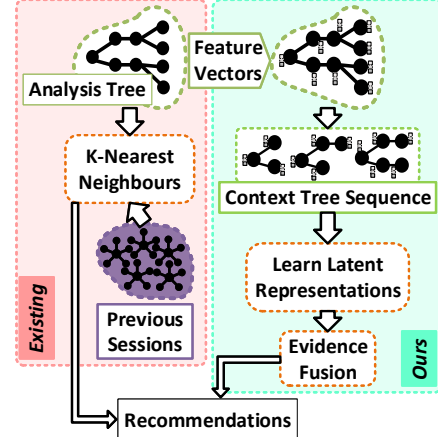 Feature
Vectors
Analysis Tree
K-Nearest
Neighbours
Context Tree Sequence
Learn Latent
Representations
Previous
Sessions
Existing
Evidence
Fusion
Ours
Recommendations